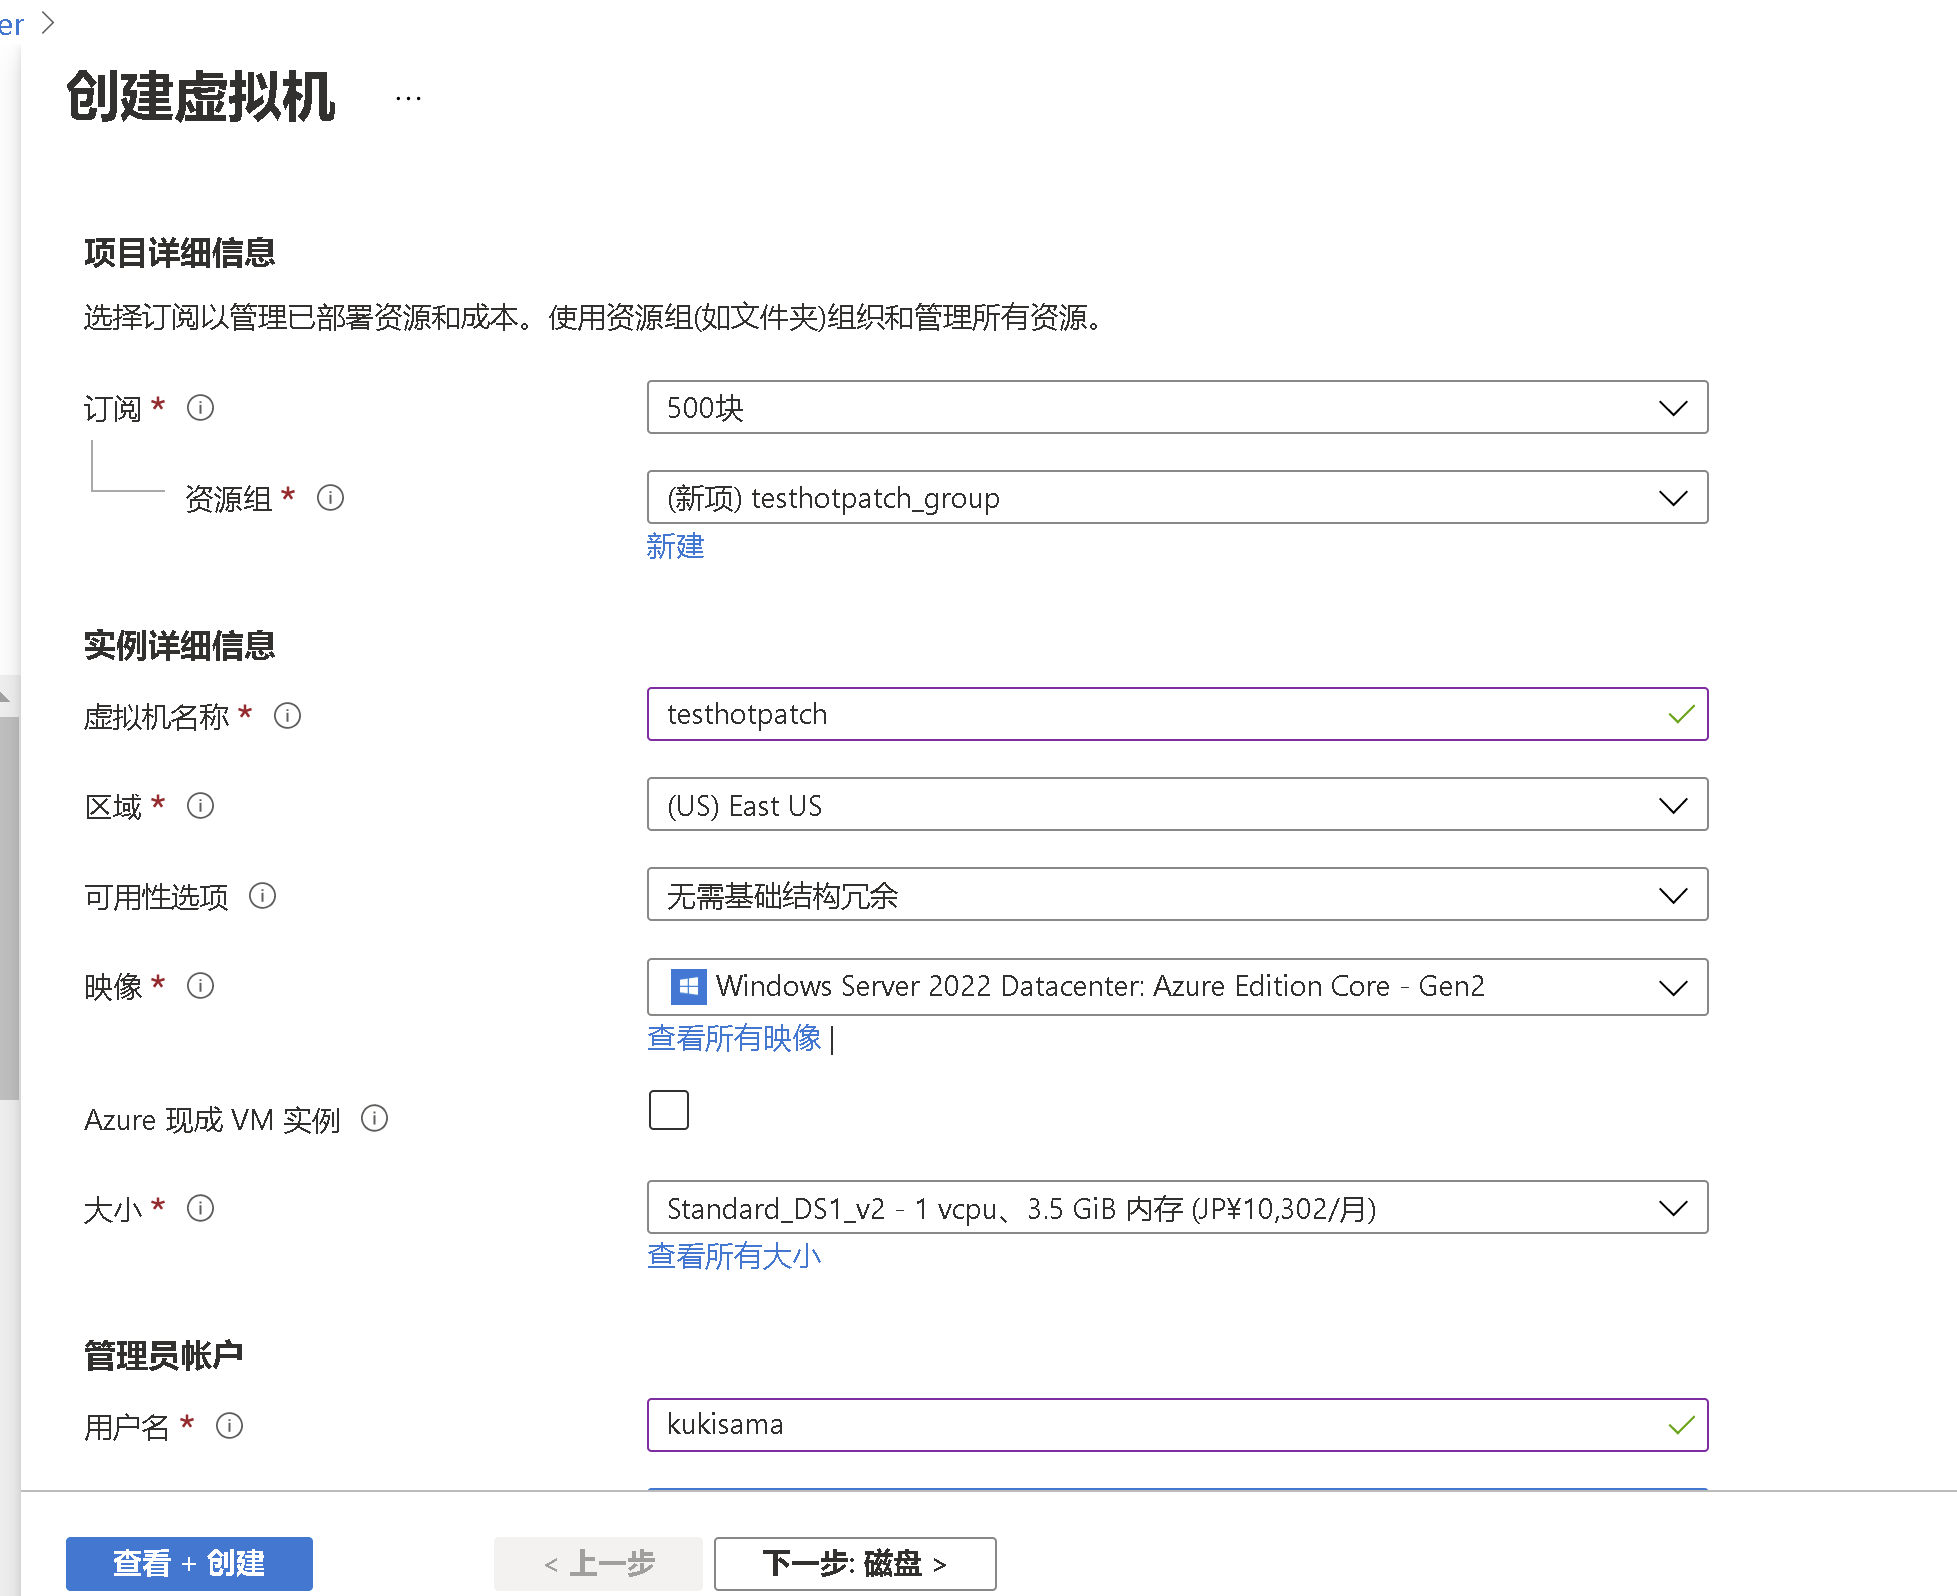 er >
创建虚拟机 ...
项目详细信息
选择订阅以管理已部署资源和成本。使用资源组(如文件夹)组织和管理所有资源。
订阅 *
500块
资源组 *
(新项) testhotpatch_group
新建
实例详细信息
虚拟机名称 *
testhotpatch
区域 *
(US) East US
可用性选项
无需基础结构冗余
映像 *
Windows Server 2022 Datacenter: Azure Edition Core - Gen2
查看所有映像 |
Azure 现成 VM 实例
大小 *
Standard_DS1_v2 - 1 vcpu、3.5 GiB 内存 (JP¥10,302/月)
查看所有大小
管理员帐户
用户名 *
kukisama
查看 + 创建
< 上一步
下一步: 磁盘 >